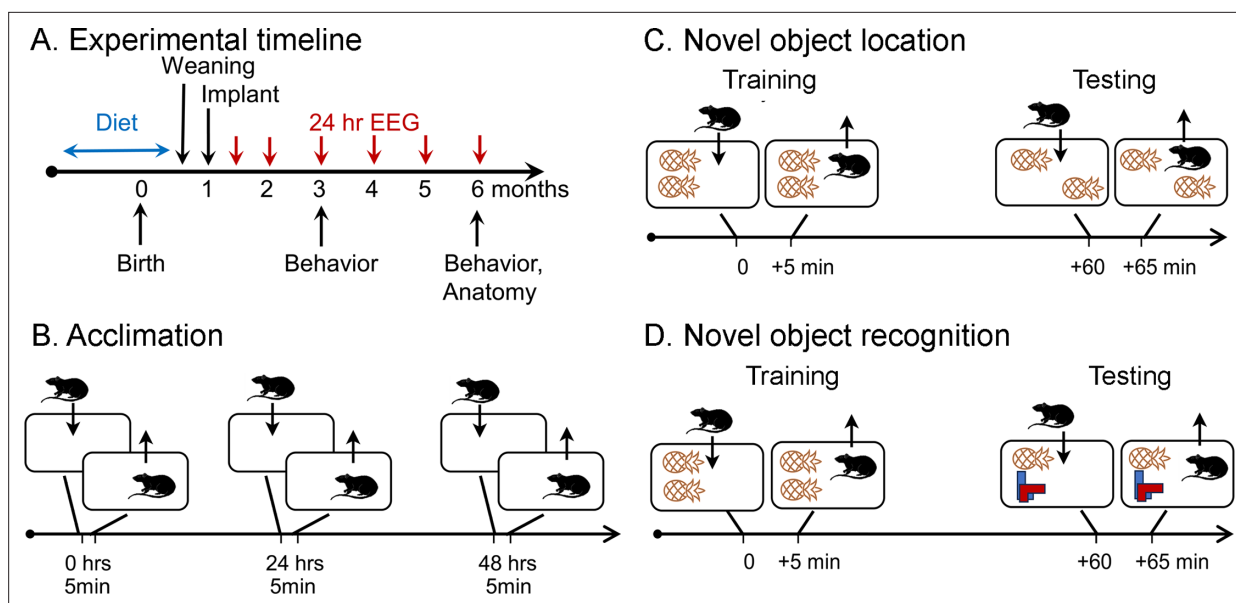 A. Experimental timeline
Weaning
Implant
Diet
24 hr EEG
0 1 2 3 4 5 6 months
Birth
Behavior
Behavior,
Anatomy
B. Acclimation
0 hrs
5min
24 hrs
5min
48 hrs
5min
C. Novel object location
Training
Testing
0 +5 min +60 +65 min
D. Novel object recognition
Training
Testing
0 +5 min +60 +65 min